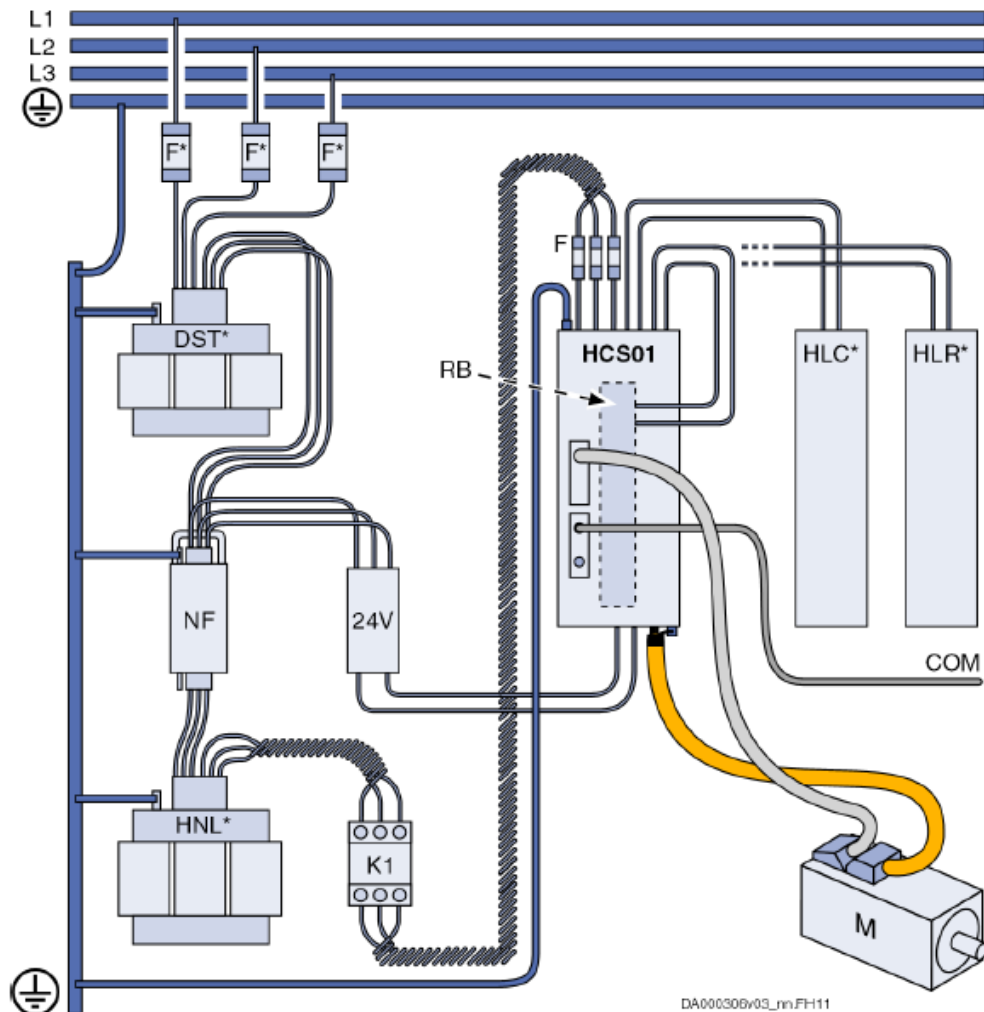 L1
L2
L3
F*
F*
F*
F
DST*
HCS01
HLC*
HLR*
RB
NF
24V
COM
HNL*
K1
M
DA000306v03_nn.FH11